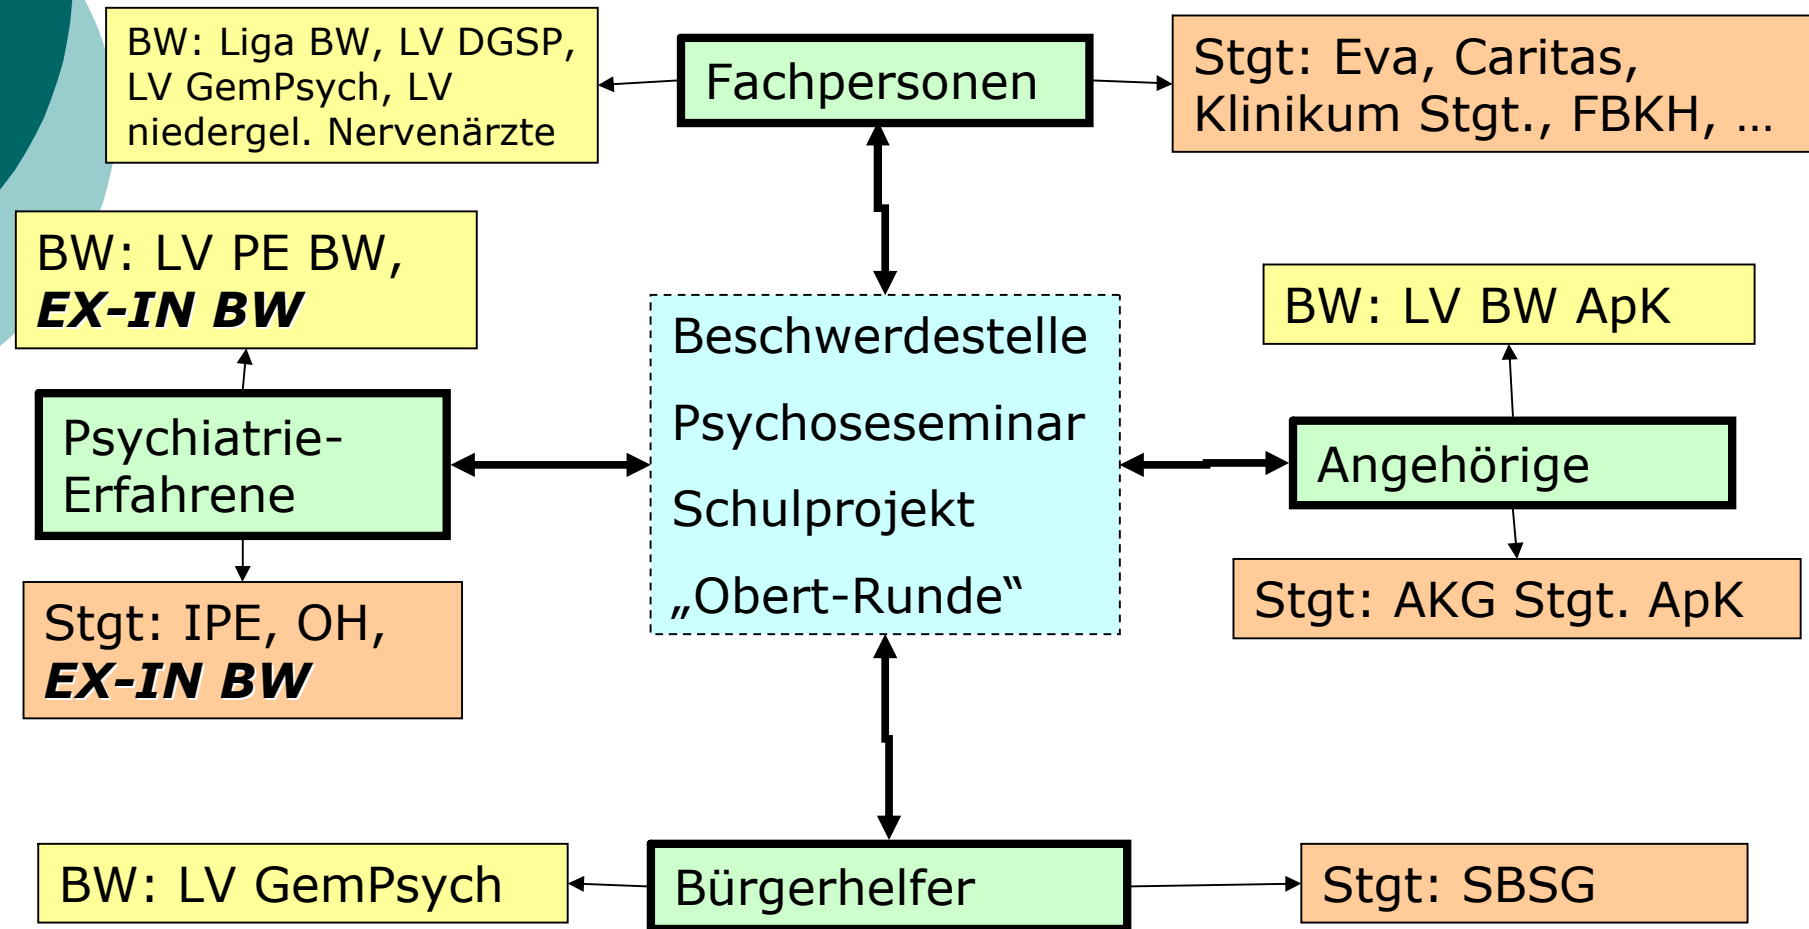 BW: Liga BW, LV DGSP,
LV GemPsych, LV
niedergel. Nervenärzte
Fachpersonen
Stgt: Eva, Caritas,
Klinikum Stgt., FBKH, …
BW: LV PE BW,
EX-IN BW
Psychiatrie-
Erfahrene
Stgt: IPE, OH,
EX-IN BW
Beschwerdestelle
Psychoseseminar
Schulprojekt
„Obert-Runde“
BW: LV BW ApK
Angehörige
Stgt: AKG Stgt. ApK
BW: LV GemPsych
Bürgerhelfer
Stgt: SBSG